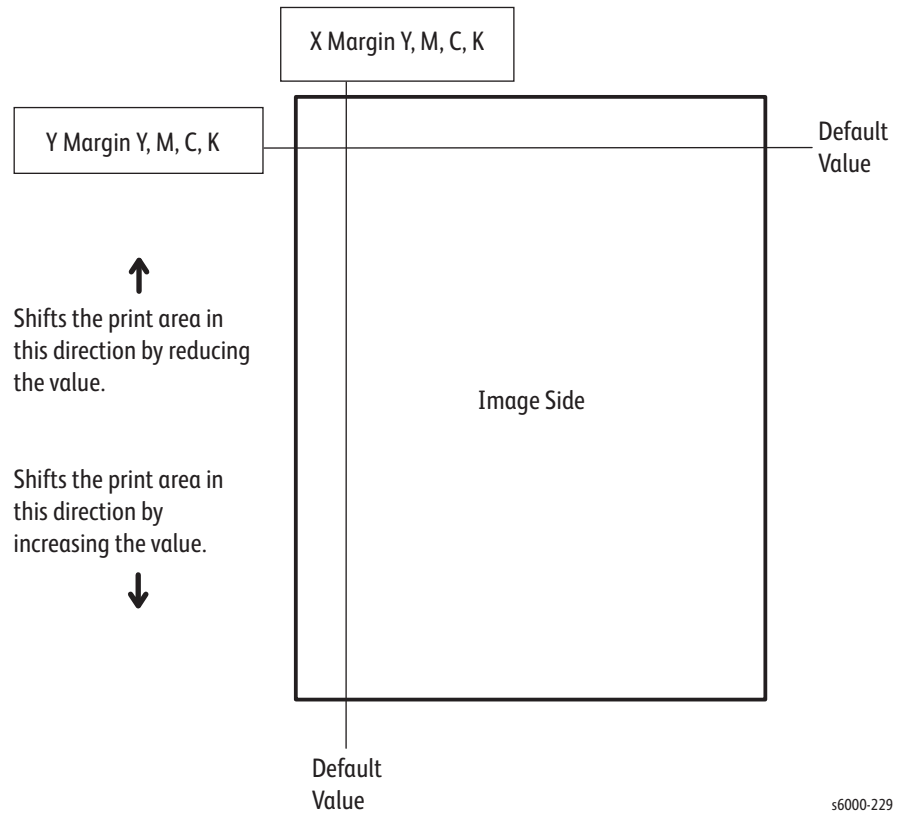 X Margin Y, M, C, K
Y Margin Y, M, C, K
Default
Value
Shifts the print area in
this direction by reducing
the value.
Image Side
Shifts the print area in
this direction by
increasing the value.
Default
Value
s6000-229